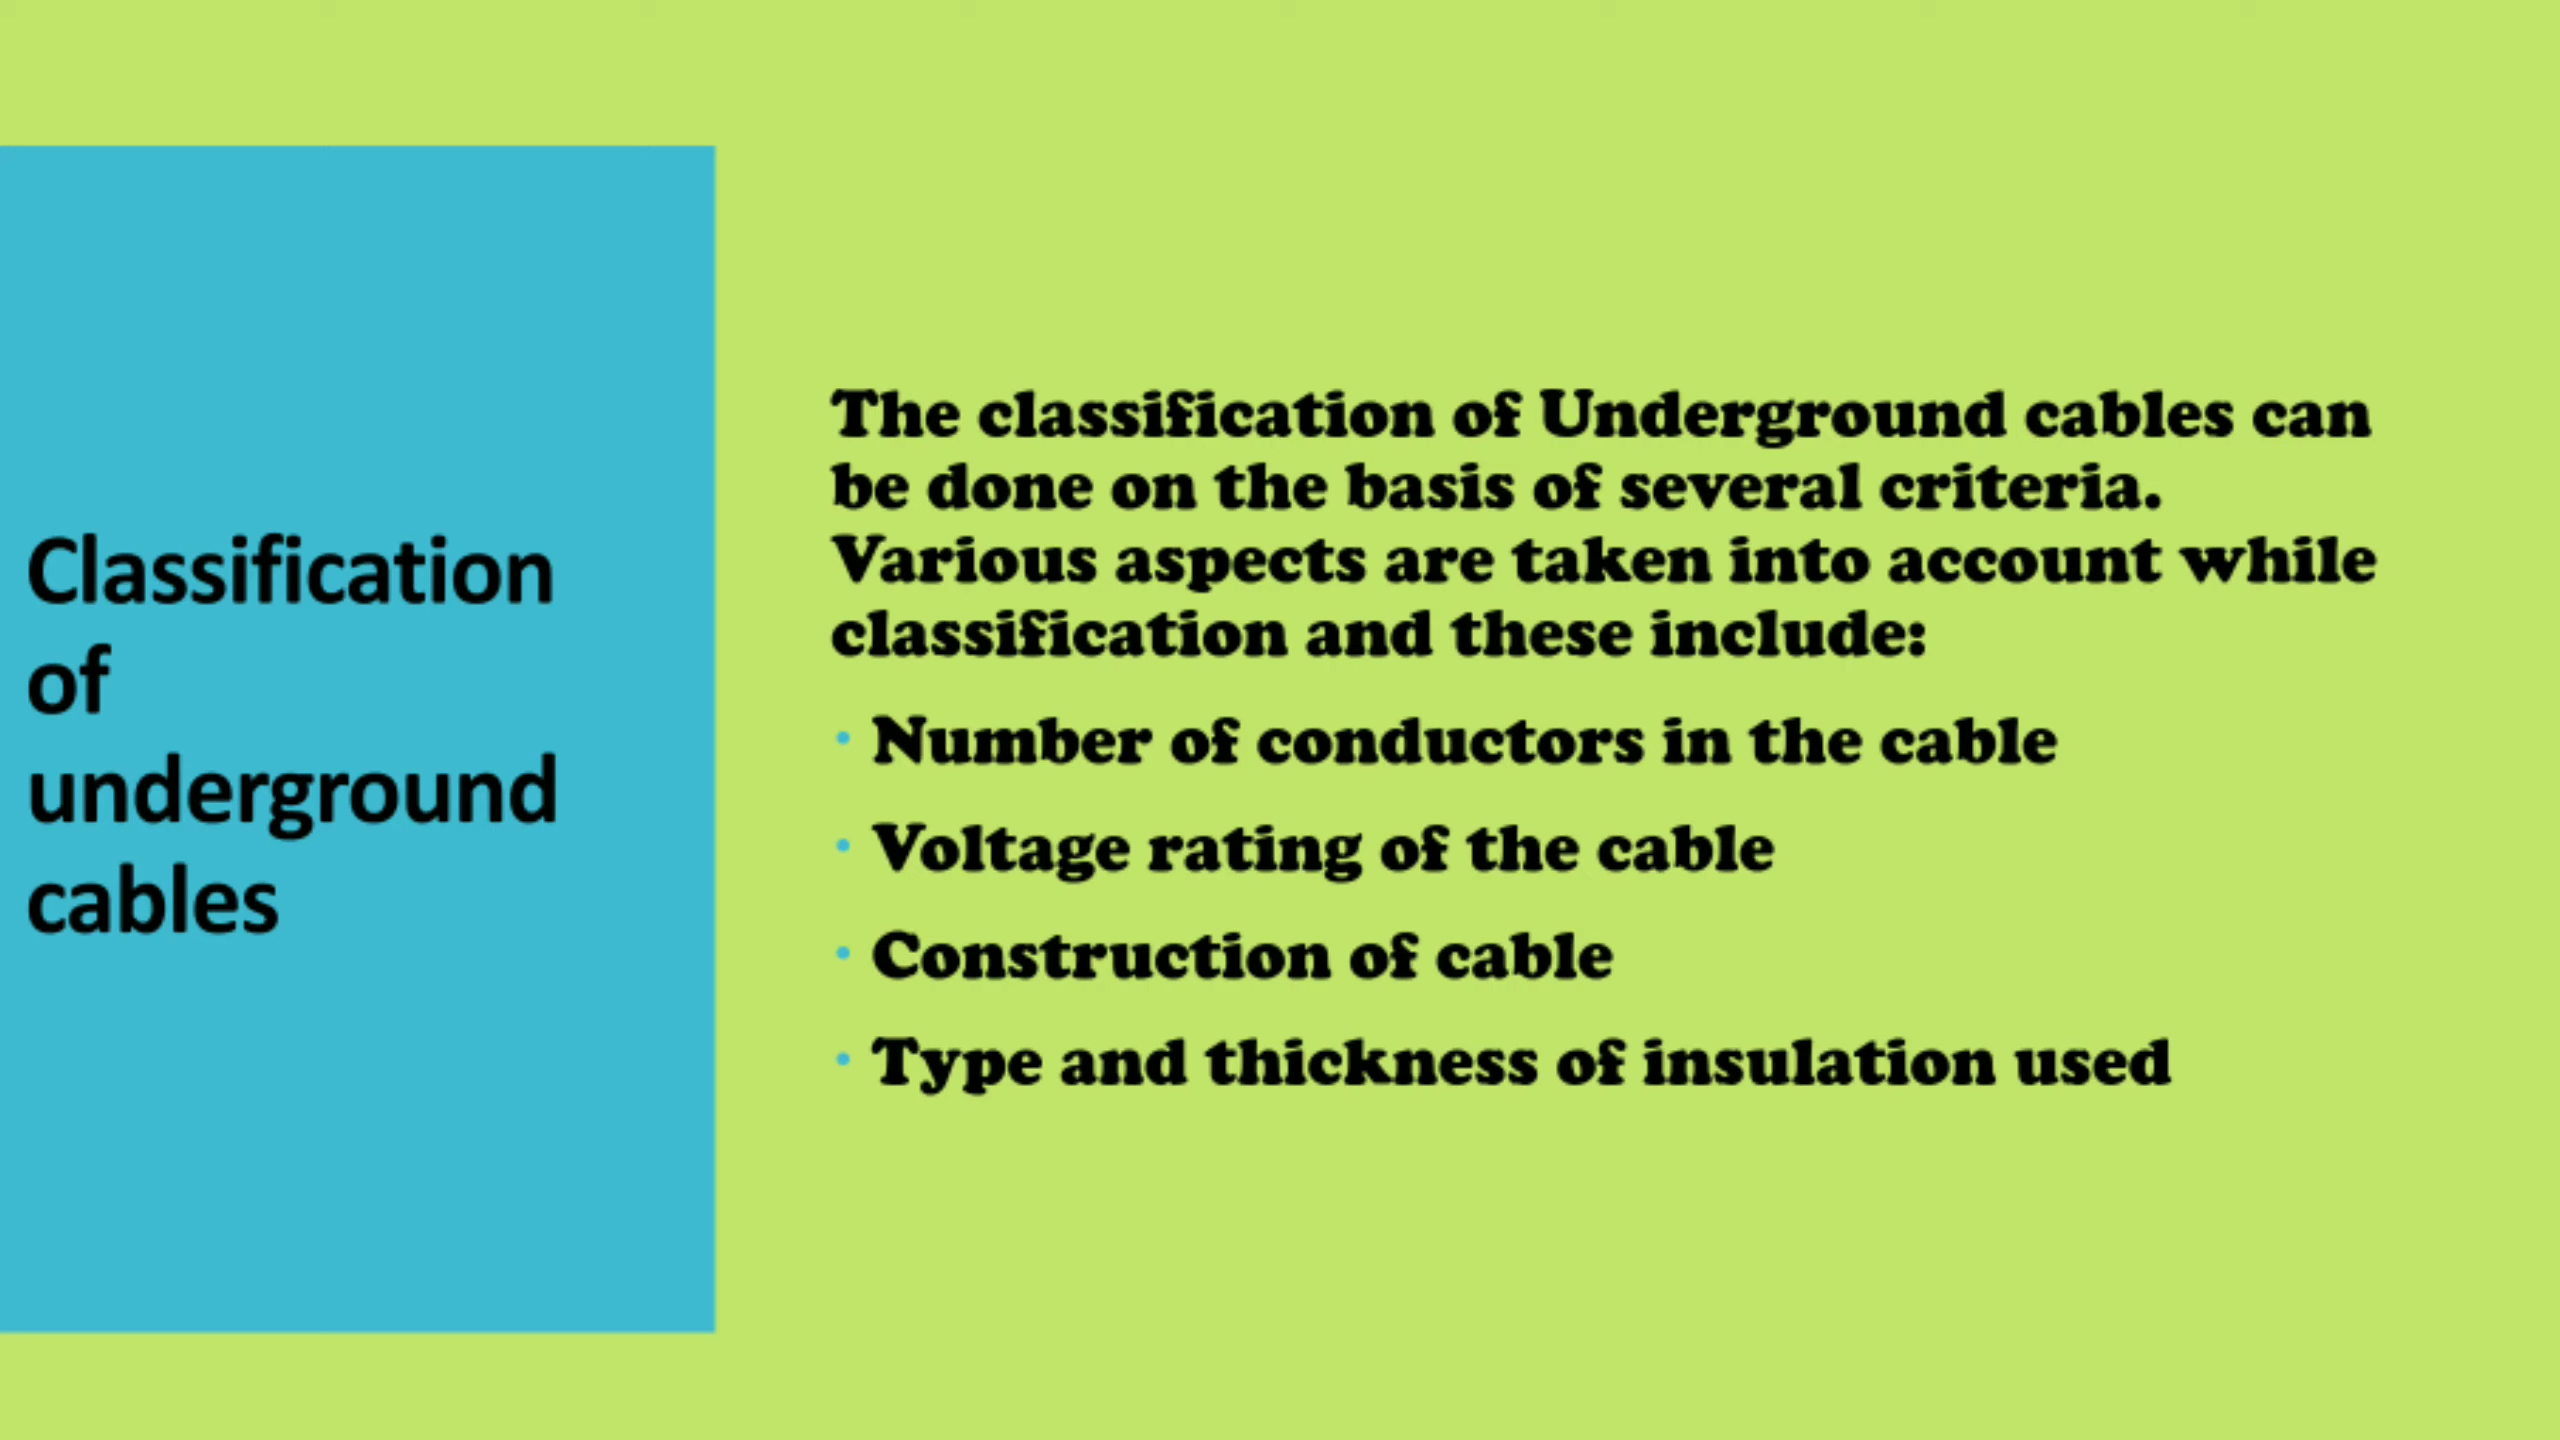 Classification
of
underground
cables
The classification of Underground cables can
be done on the basis of several criteria.
Various aspects are taken into account while
classification and these include:
• Number of conductors in the cable
• Voltage rating of the cable
• Construction of cable
• Type and thickness of insulation used